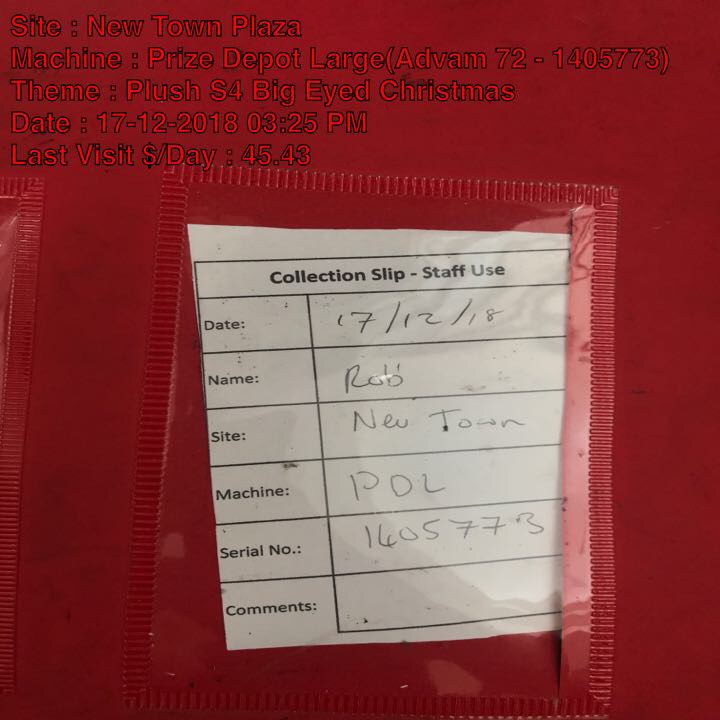 Site : New Town Plaza
Machine : Prize Depot Large(Advam 72 - 1405773)
Theme : Plush S4 Big Eyed Christmas
Date : 17-12-2018 03:25 PM
Last Visit $/Day : 45.43
Collection Slip - Staff Use
Date: 17/12/18
Name: Rob
Site: New Town
Machine: PDL
Serial No.: 1405773
Comments: